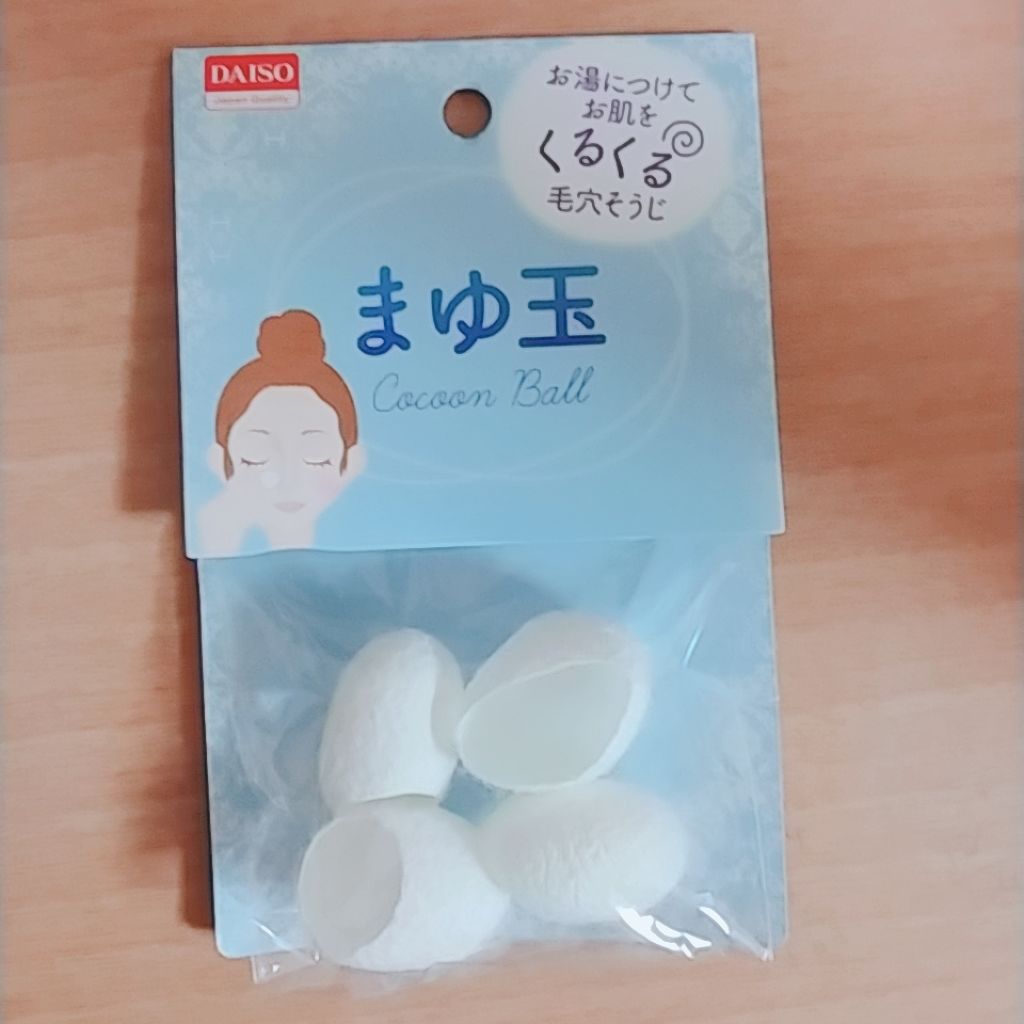 DAISO
Japan Quality
お湯につけて
お肌を
くるくる
毛穴そうじ
まゆ玉
Cocoon Ball